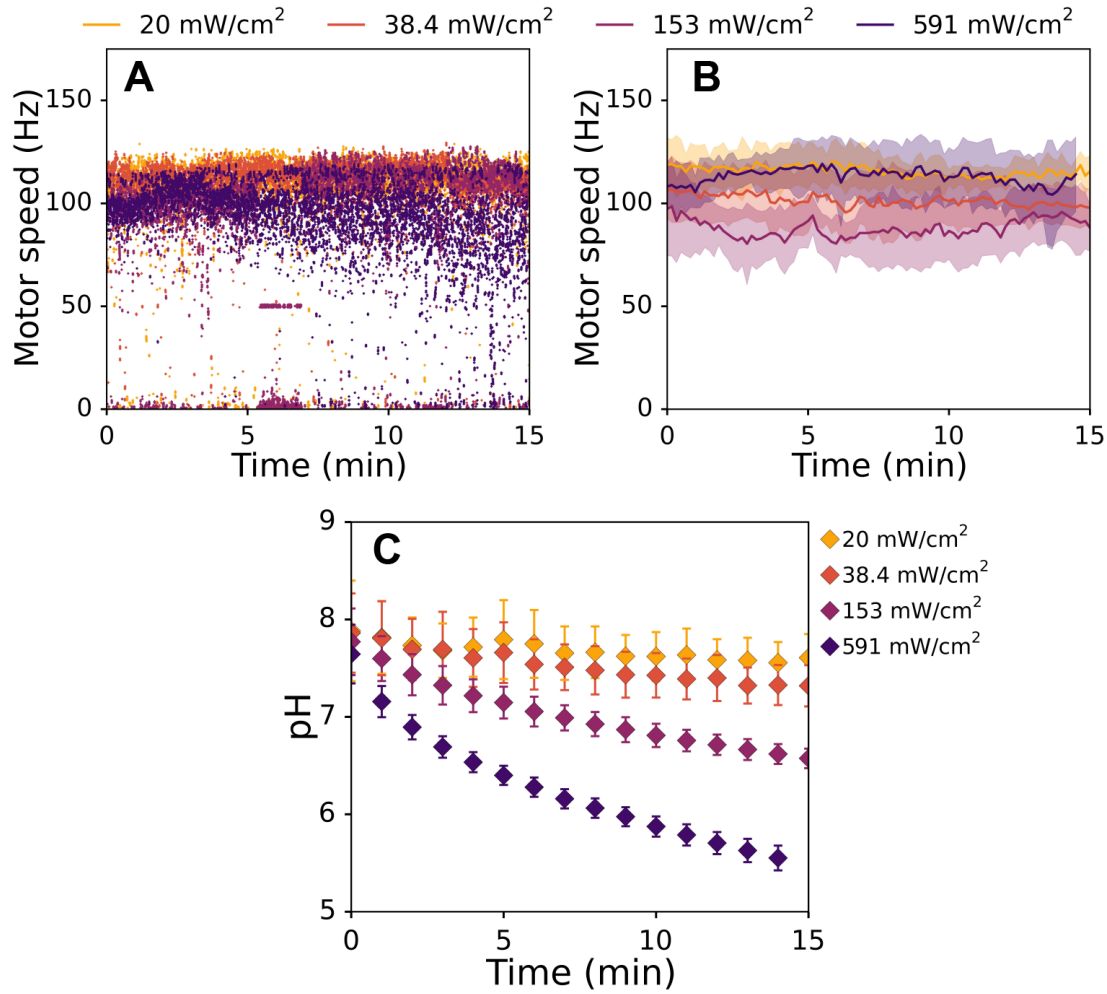 20 mW/cm² 38.4 mW/cm² 153 mW/cm² 591 mW/cm²
A
Motor speed (Hz)
150
100
50
0
0 5 10 15
Time (min)
B
Motor speed (Hz)
150
100
50
0
0 5 10 15
Time (min)
C
pH
9
8
7
6
5
0 5 10 15
Time (min)
20 mW/cm²
38.4 mW/cm²
153 mW/cm²
591 mW/cm²